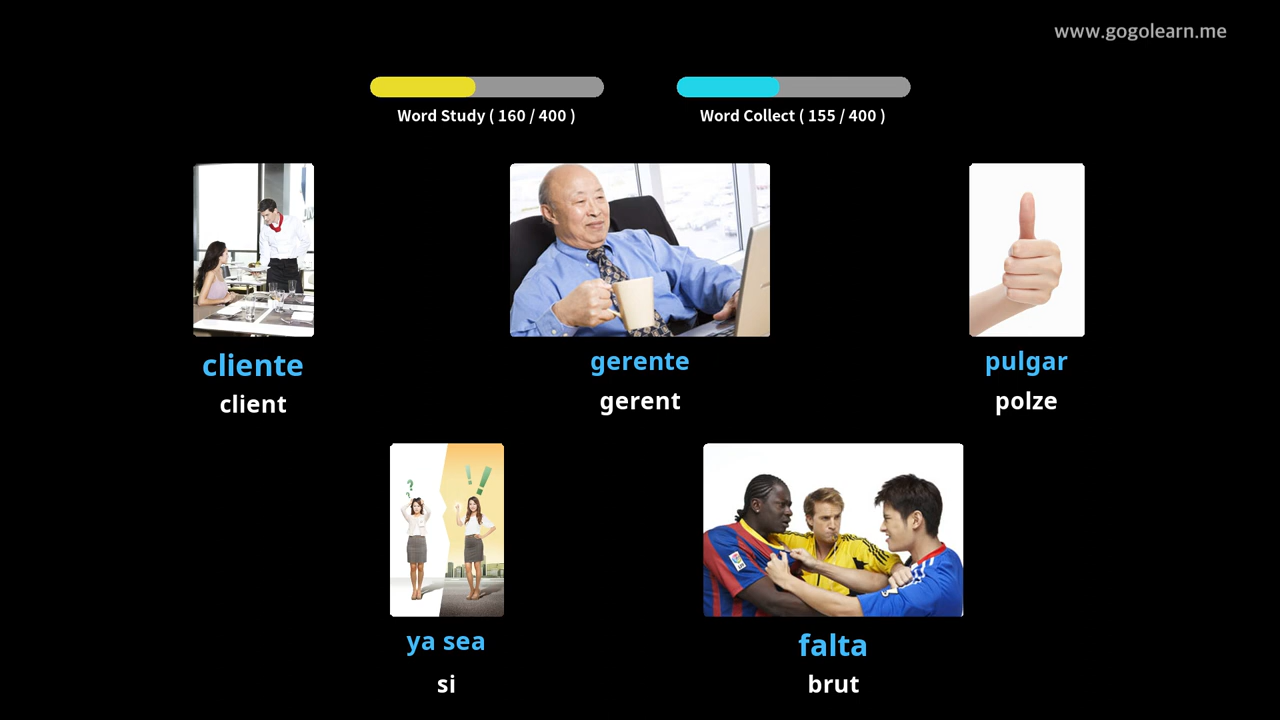 www.gogolearn.me
Word Study ( 160 / 400 )
Word Collect ( 155 / 400 )
cliente
client
gerente
gerent
pulgar
polze
ya sea
si
falta
brut